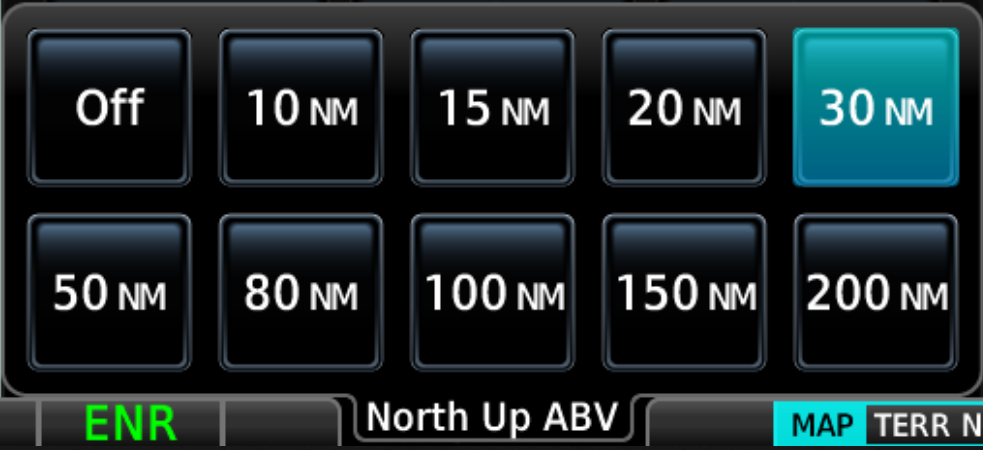 Off 10 NM 15 NM 20 NM 30 NM
50 NM 80 NM 100 NM 150 NM 200 NM
ENR North Up ABV MAP TERR N